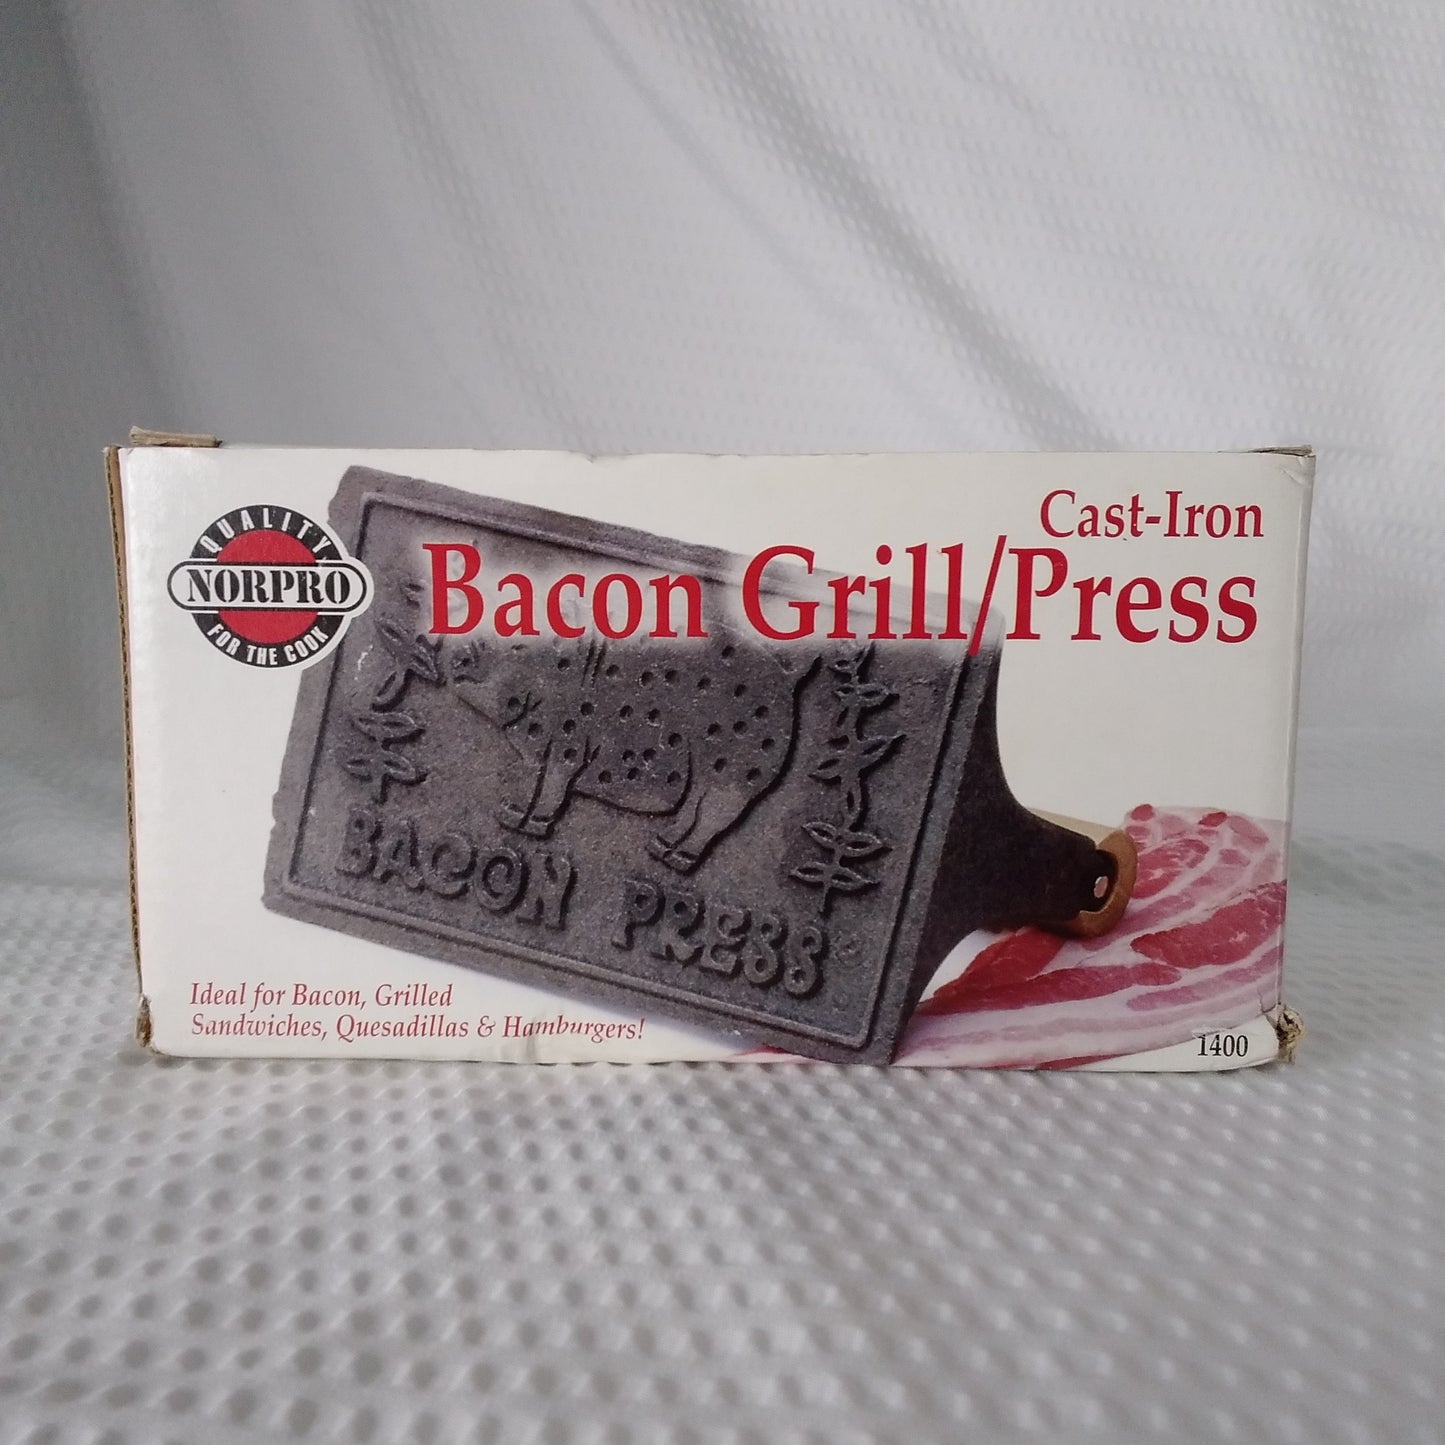 QUALITY
NORPRO
FOR THE COOK
Cast-Iron
Bacon Grill/Press
BACON PRESS
Ideal for Bacon, Grilled
Sandwiches, Quesadillas & Hamburgers!
1400